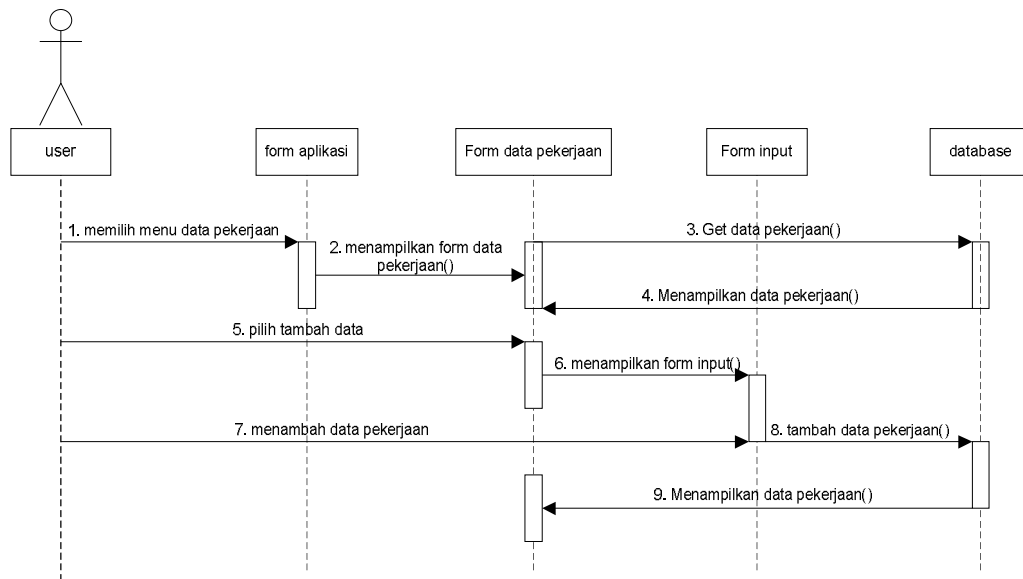 user
form aplikasi
Form data pekerjaan
Form input
database
1. memilih menu data pekerjaan
2. menampilkan form data
pekerjaan()
3. Get data pekerjaan()
4. Menampilkan data pekerjaan()
5. pilih tambah data
6. menampilkan form input()
7. menambah data pekerjaan
8. tambah data pekerjaan()
9. Menampilkan data pekerjaan()